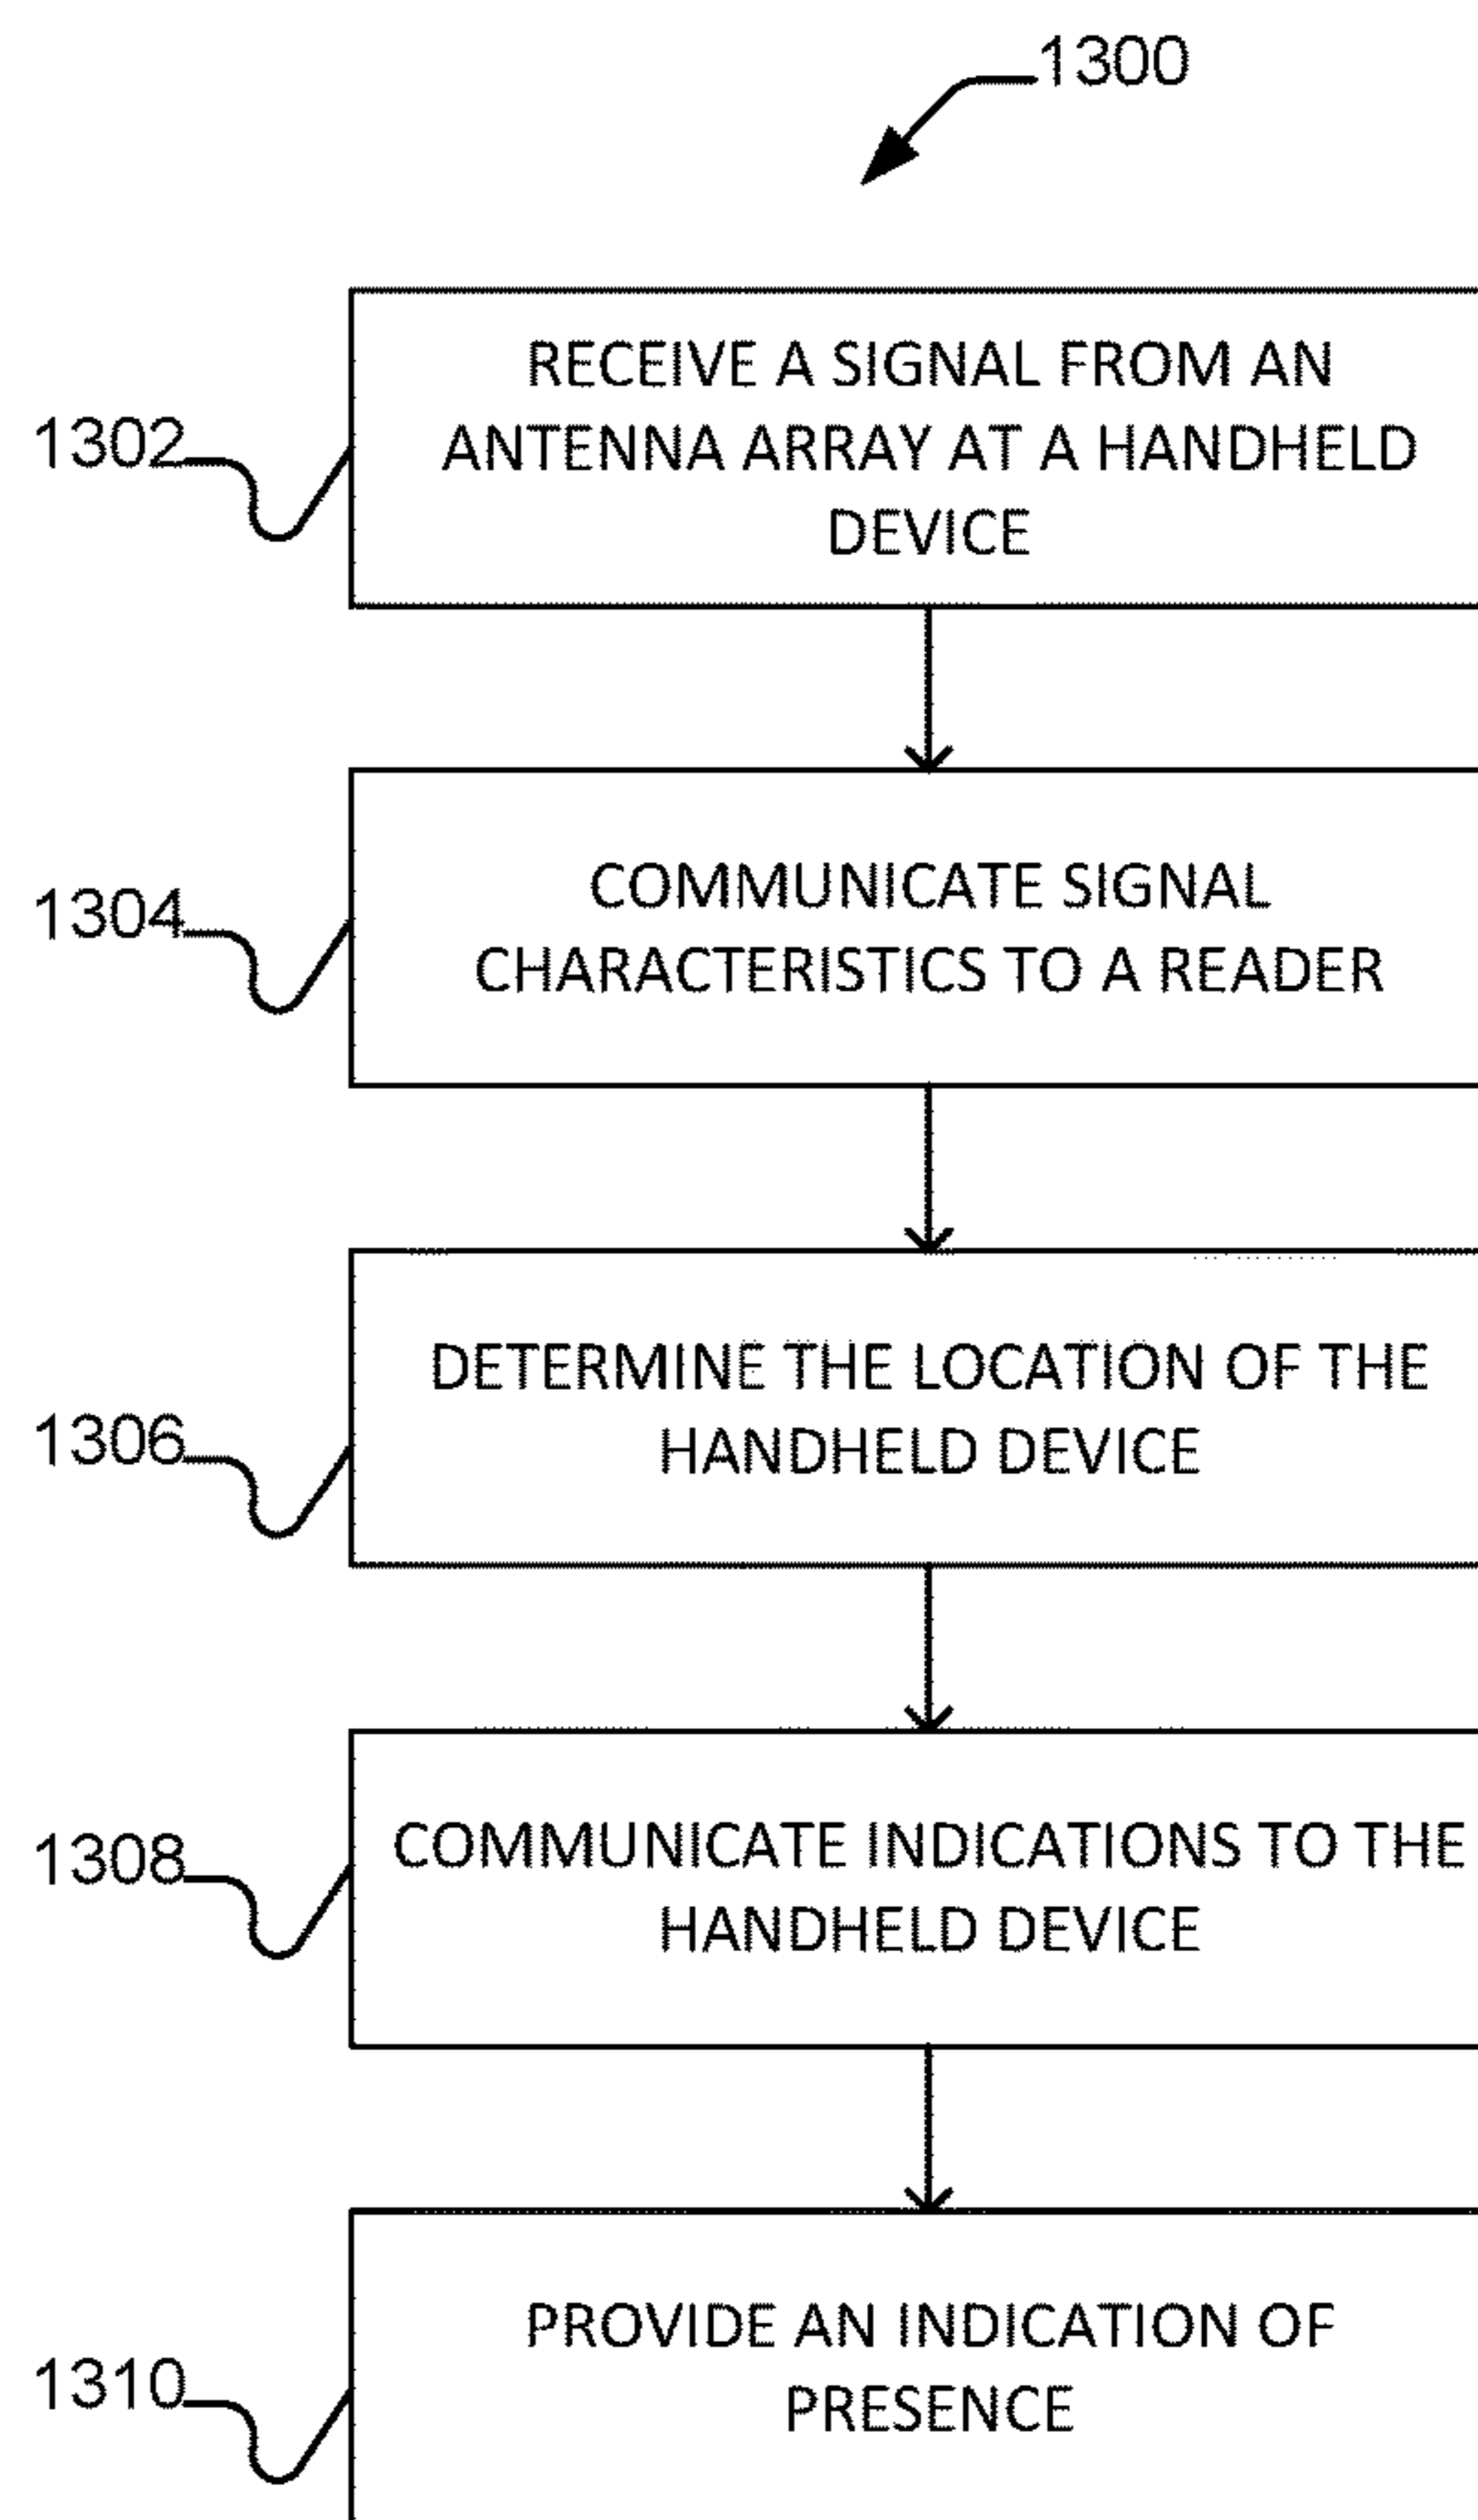 1300
RECEIVE A SIGNAL FROM AN
ANTENNA ARRAY AT A HANDHELD
DEVICE
1302
COMMUNICATE SIGNAL
CHARACTERISTICS TO A READER
1304
DETERMINE THE LOCATION OF THE
HANDHELD DEVICE
1306
COMMUNICATE INDICATIONS TO THE
HANDHELD DEVICE
1308
PROVIDE AN INDICATION OF
PRESENCE
1310